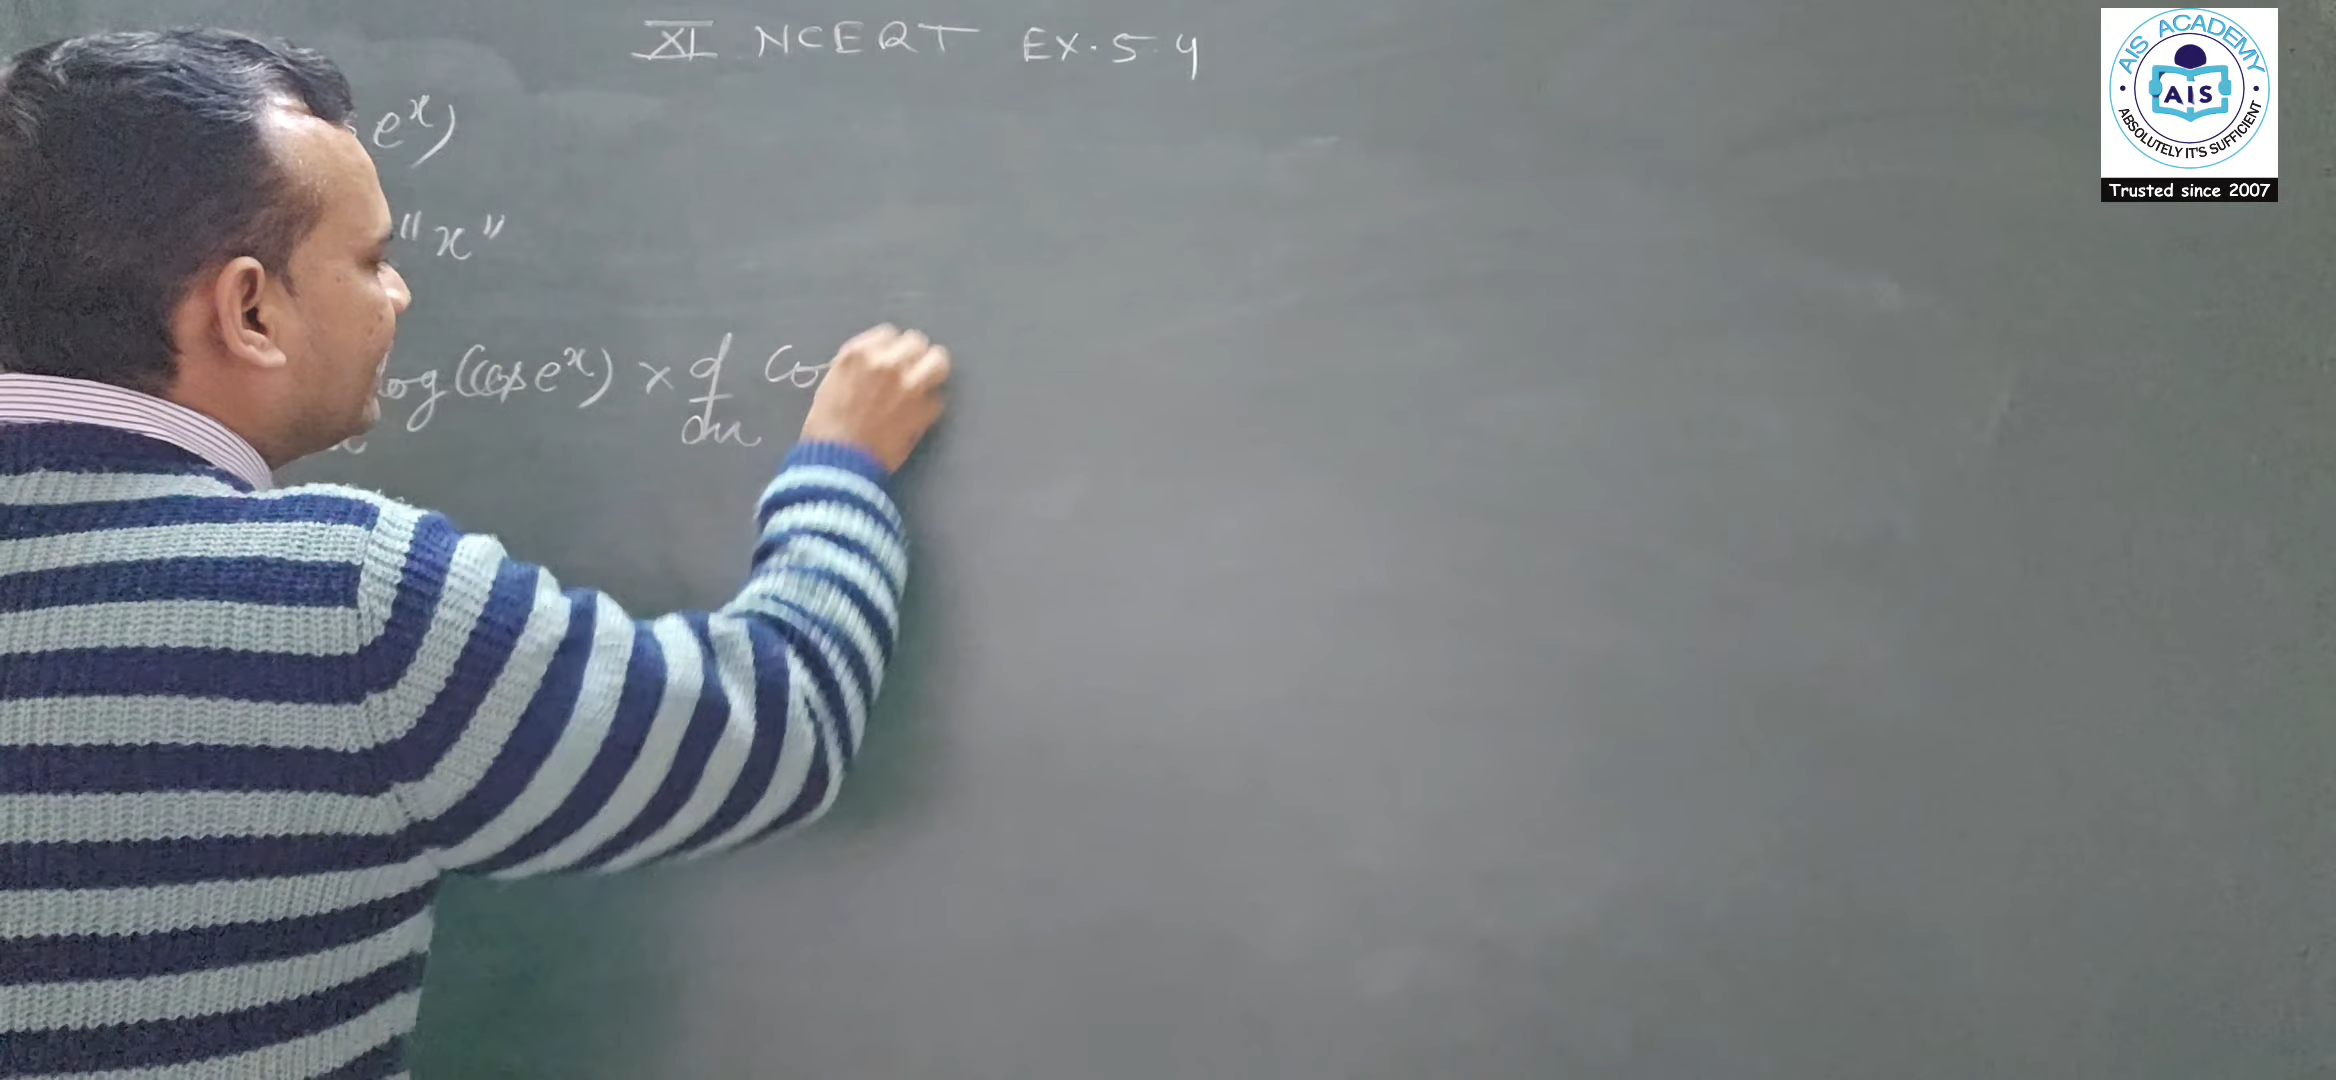 XI NCERT EX. 5.4
e^x)
"x"
log(cos e^x) × d/dx Co
AIS ACADEMY
AIS
ABSOLUTELY IT'S SUFFICIENT
Trusted since 2007